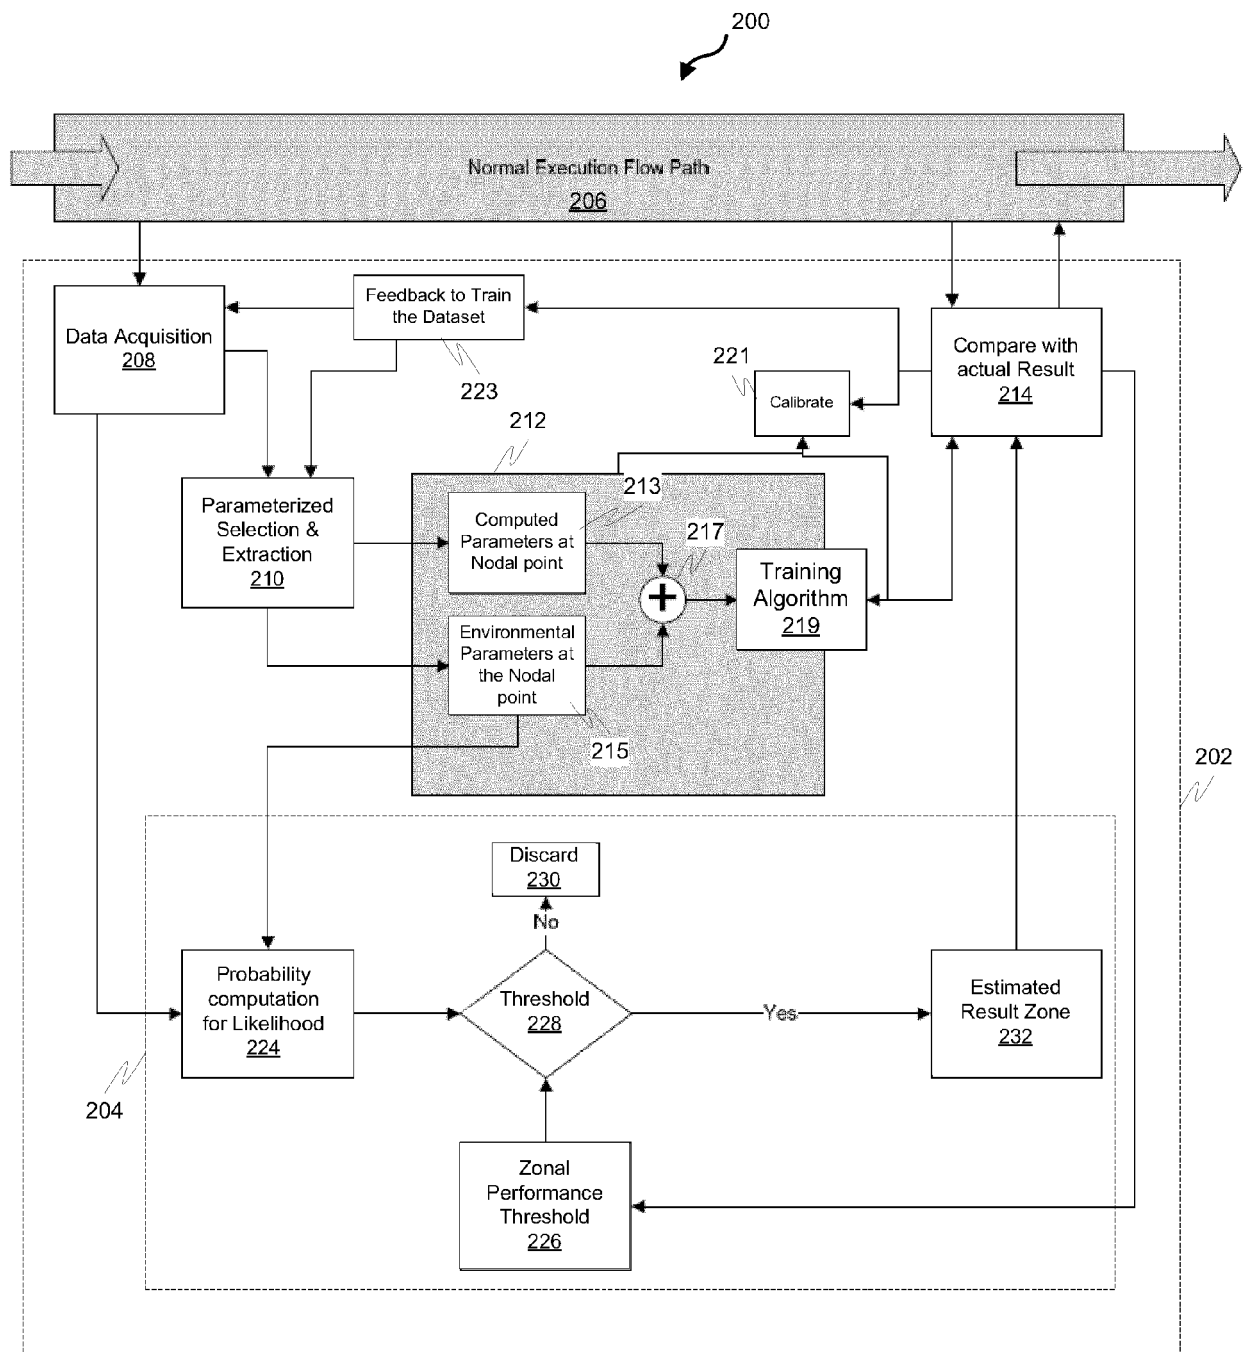 200
Normal Execution Flow Path
206
Feedback to Train
the Dataset
Data Acquisition
208
223
221
Calibrate
Compare with
actual Result
214
212
213
Parameterized
Selection &
Extraction
210
Computed
Parameters at
Nodal point
217
+
Training
Algorithm
219
Environmental
Parameters at
the Nodal
point
215
202
Discard
230
No
Probability
computation
for Likelihood
224
Threshold
228
Yes
Estimated
Result Zone
232
204
Zonal
Performance
Threshold
226